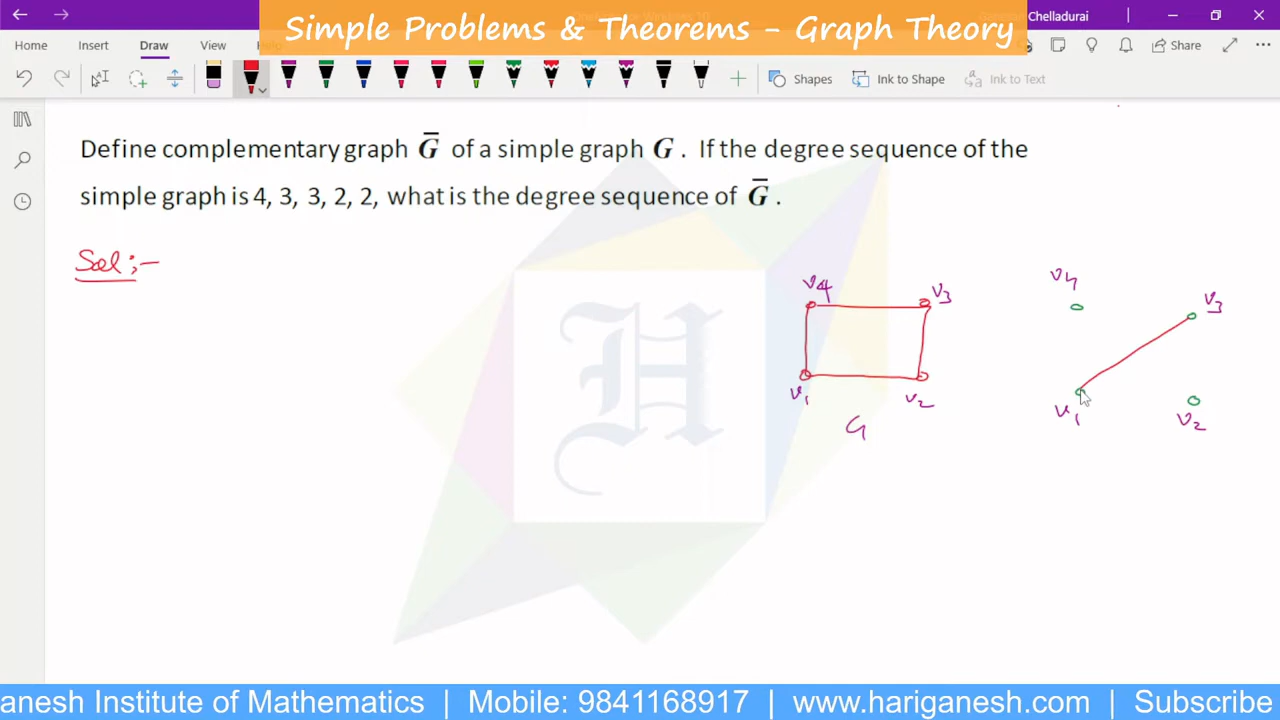 Simple Problems & Theorems - Graph Theory
Chelladurai
Home Insert Draw View
Share
Shapes Ink to Shape Ink to Text
Define complementary graph G̅ of a simple graph G . If the degree sequence of the
simple graph is 4, 3, 3, 2, 2, what is the degree sequence of G̅ .
Sol :-
v4 v3
v1 v2
G
v4 v3
v1 v2
H
anesh Institute of Mathematics | Mobile: 9841168917 | www.hariganesh.com | Subscribe